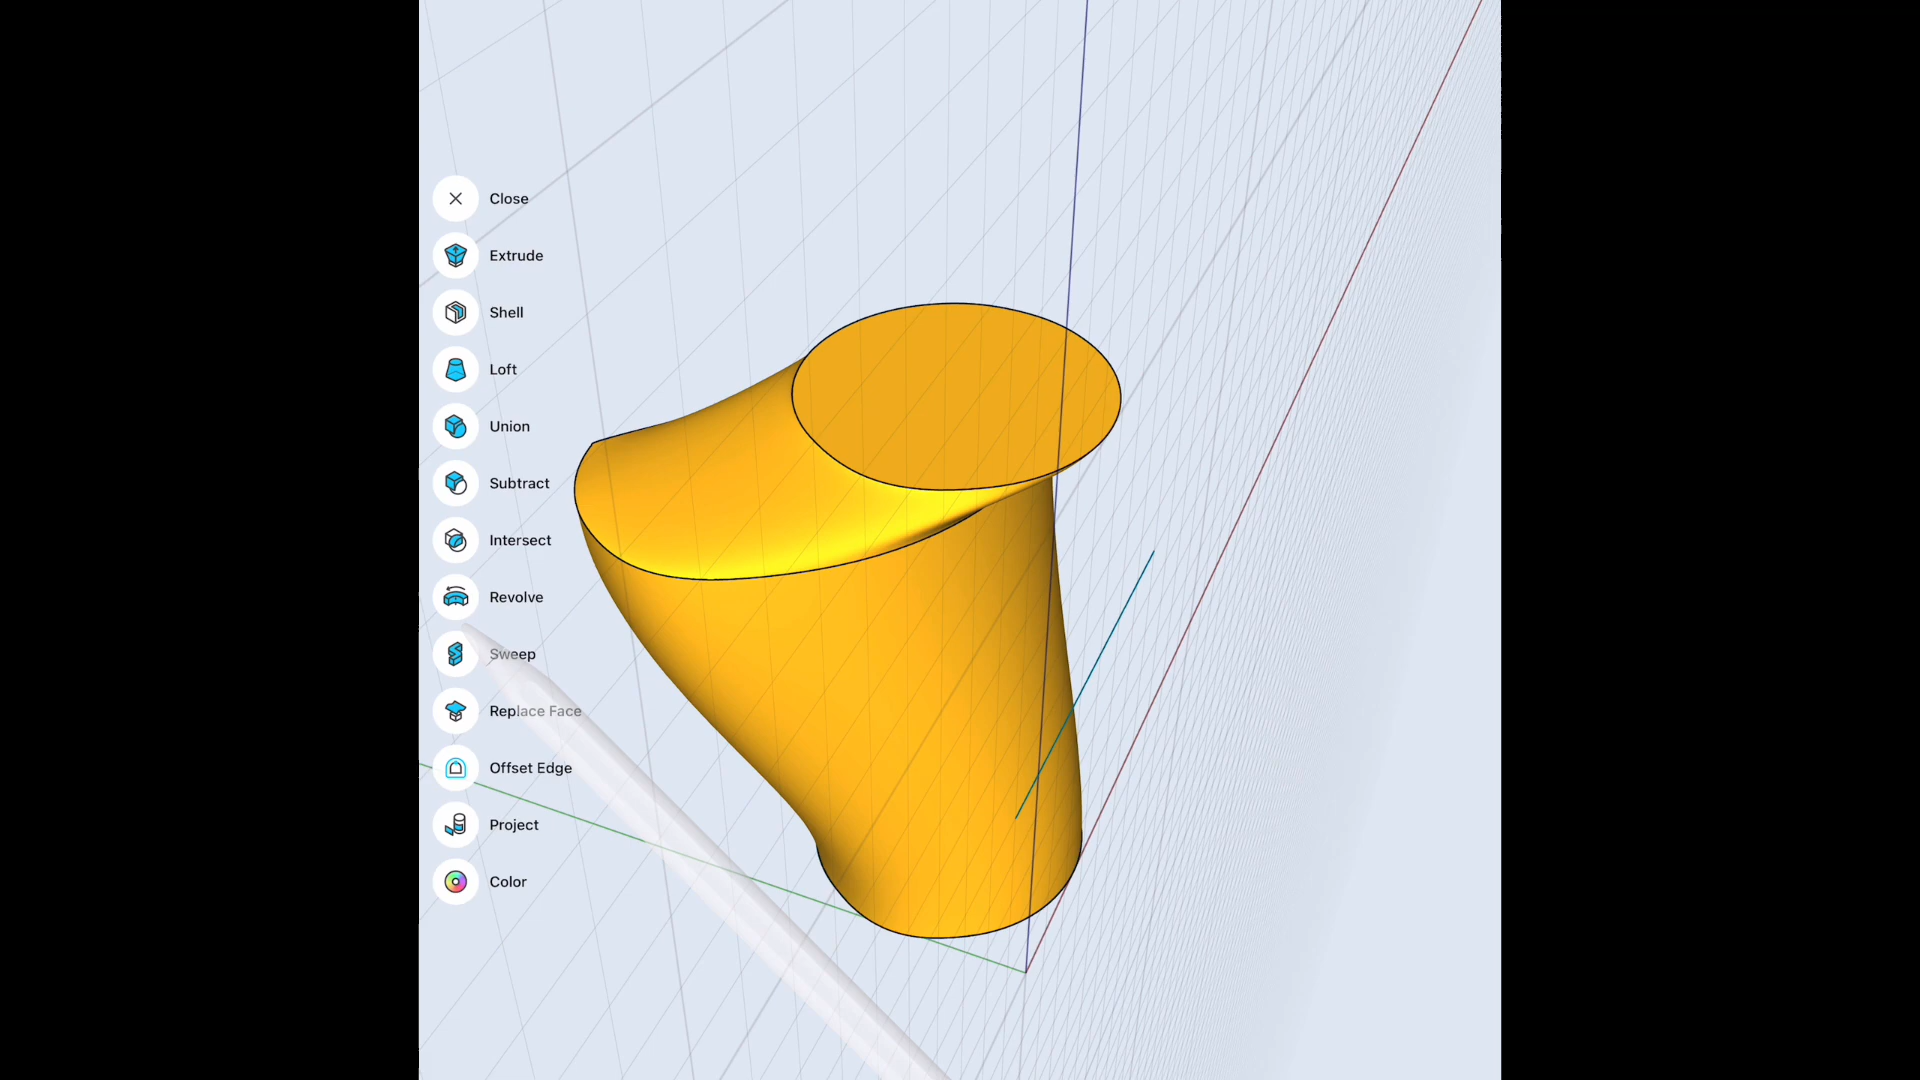 Close
Extrude
Shell
Loft
Union
Subtract
Intersect
Revolve
Sweep
Replace Face
Offset Edge
Project
Color